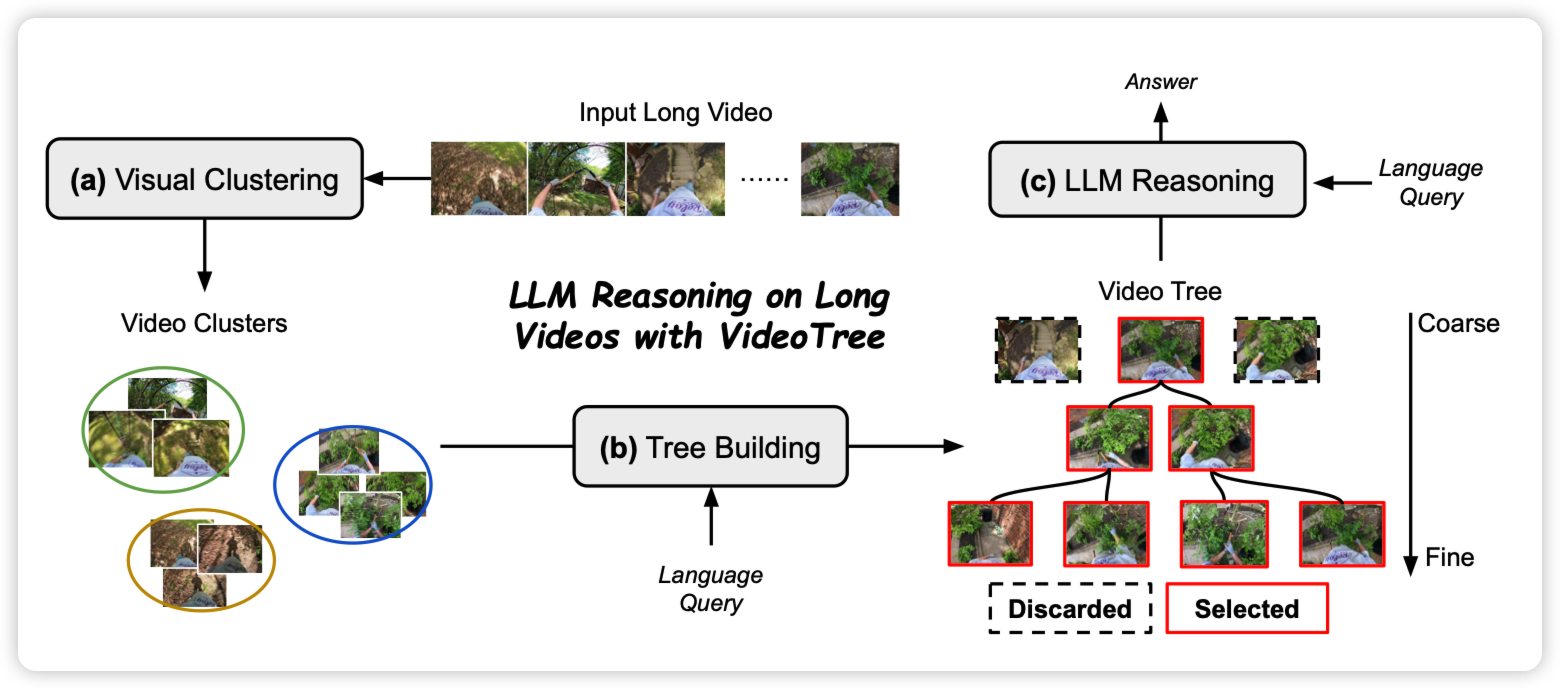 Input Long Video
(a) Visual Clustering
......
Video Clusters
LLM Reasoning on Long
Videos with VideoTree
(b) Tree Building
Language
Query
Answer
(c) LLM Reasoning
Language
Query
Video Tree
Coarse
Fine
Discarded
Selected